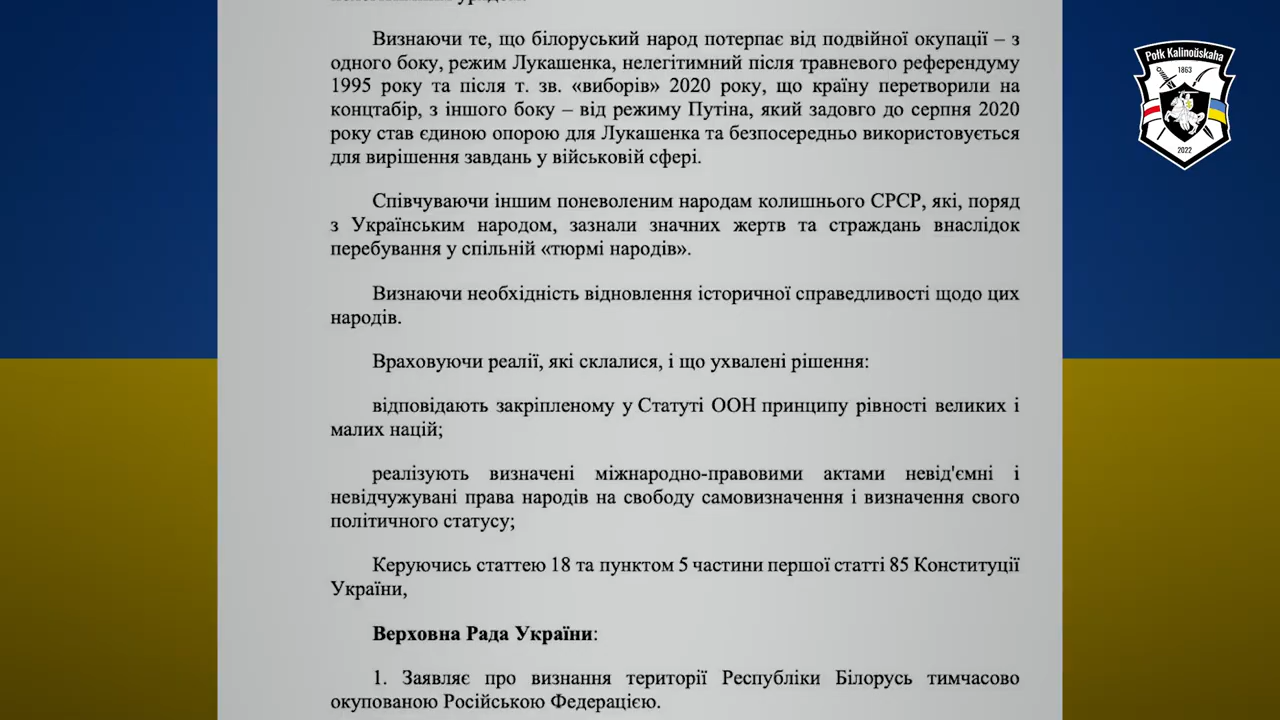 Визнаючи те, що білоруський народ потерпає від подвійної окупації – з
одного боку, режим Лукашенка, нелегітимний після травневого референдуму
1995 року та після т. зв. «виборів» 2020 року, що країну перетворили на
концтабір, з іншого боку – від режиму Путіна, який задовго до серпня 2020
року став єдиною опорою для Лукашенка та безпосередньо використовується
для вирішення завдань у військовій сфері.
Співчуваючи іншим поневоленим народам колишнього СРСР, які, поряд
з Українським народом, зазнали значних жертв та страждань внаслідок
перебування у спільній «тюрмі народів».
Визнаючи необхідність відновлення історичної справедливості щодо цих
народів.
Враховуючи реалії, які склалися, і що ухвалені рішення:
відповідають закріпленому у Статуті ООН принципу рівності великих і
малих націй;
реалізують визначені міжнародно-правовими актами невід'ємні і
невідчужувані права народів на свободу самовизначення і визначення свого
політичного статусу;
Керуючись статтею 18 та пунктом 5 частини першої статті 85 Конституції
України,
Верховна Рада України:
1. Заявляє про визнання території Республіки Білорусь тимчасово
окупованою Російською Федерацією.
Połk Kalinoŭskaha
1863
2022